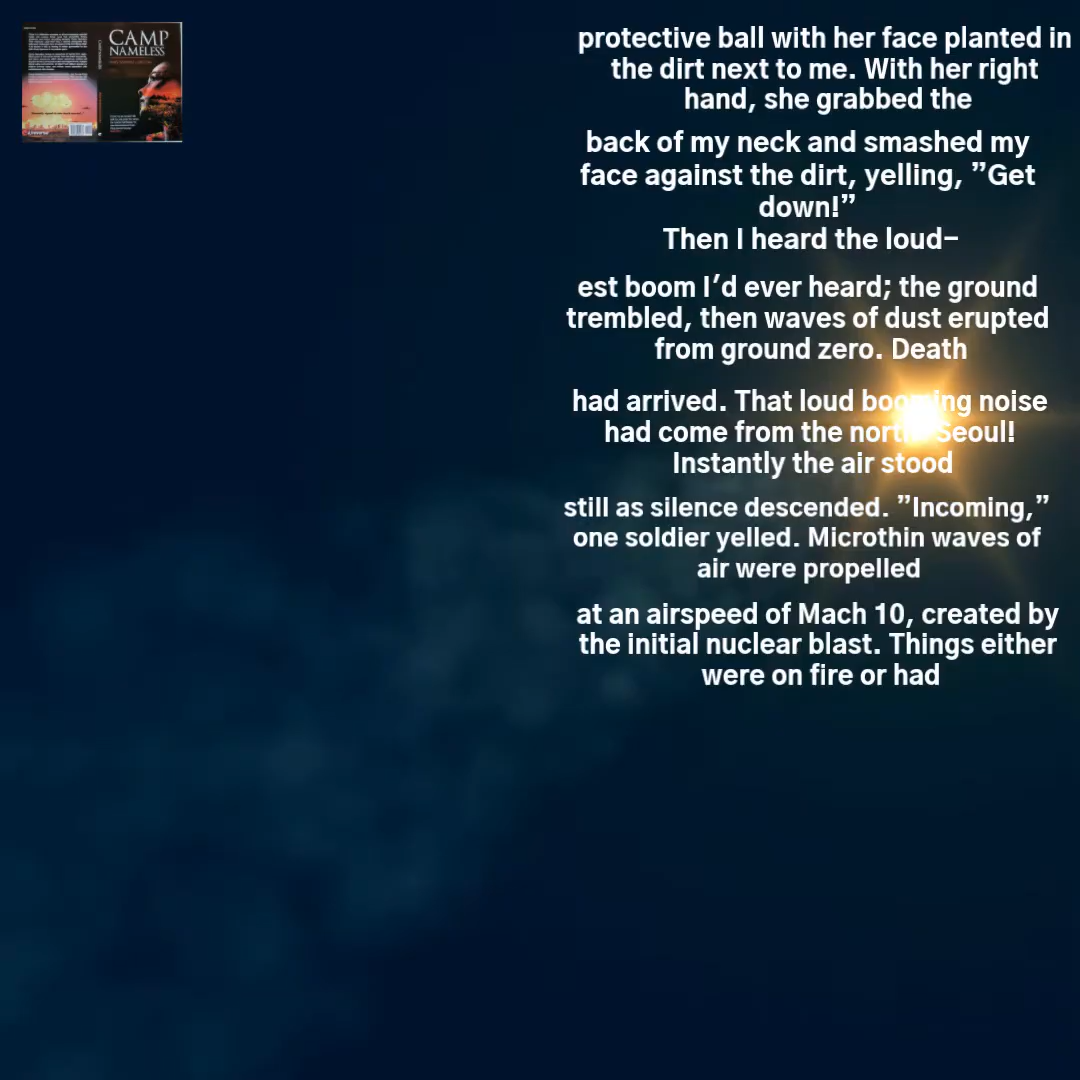 CAMP
NAMELESS
protective ball with her face planted in
the dirt next to me. With her right
hand, she grabbed the
back of my neck and smashed my
face against the dirt, yelling, ”Get
down!”
Then I heard the loud-
est boom I'd ever heard; the ground
trembled, then waves of dust erupted
from ground zero. Death
had arrived. That loud booming noise
had come from the north, Seoul!
Instantly the air stood
still as silence descended. ”Incoming,”
one soldier yelled. Microthin waves of
air were propelled
at an airspeed of Mach 10, created by
the initial nuclear blast. Things either
were on fire or had